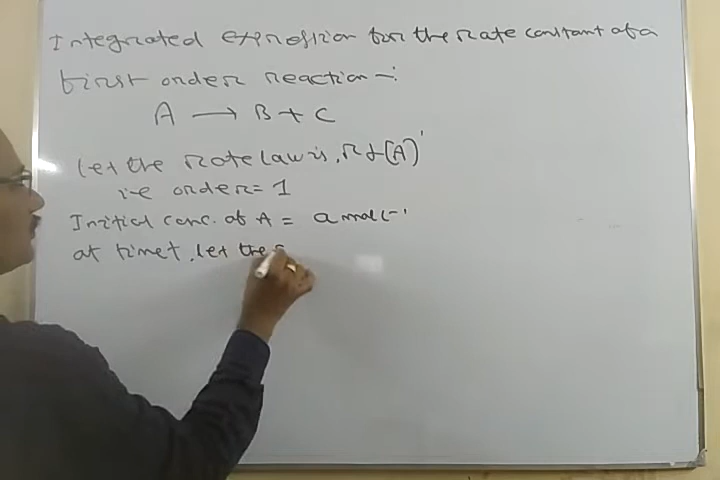 Integrated expression for the rate constant of a
first order reaction -:
A → B + C
Let the rate law is, r ∝ [A]¹
i.e order = 1
Initial conc. of A = a mol L⁻¹
at time t, let the